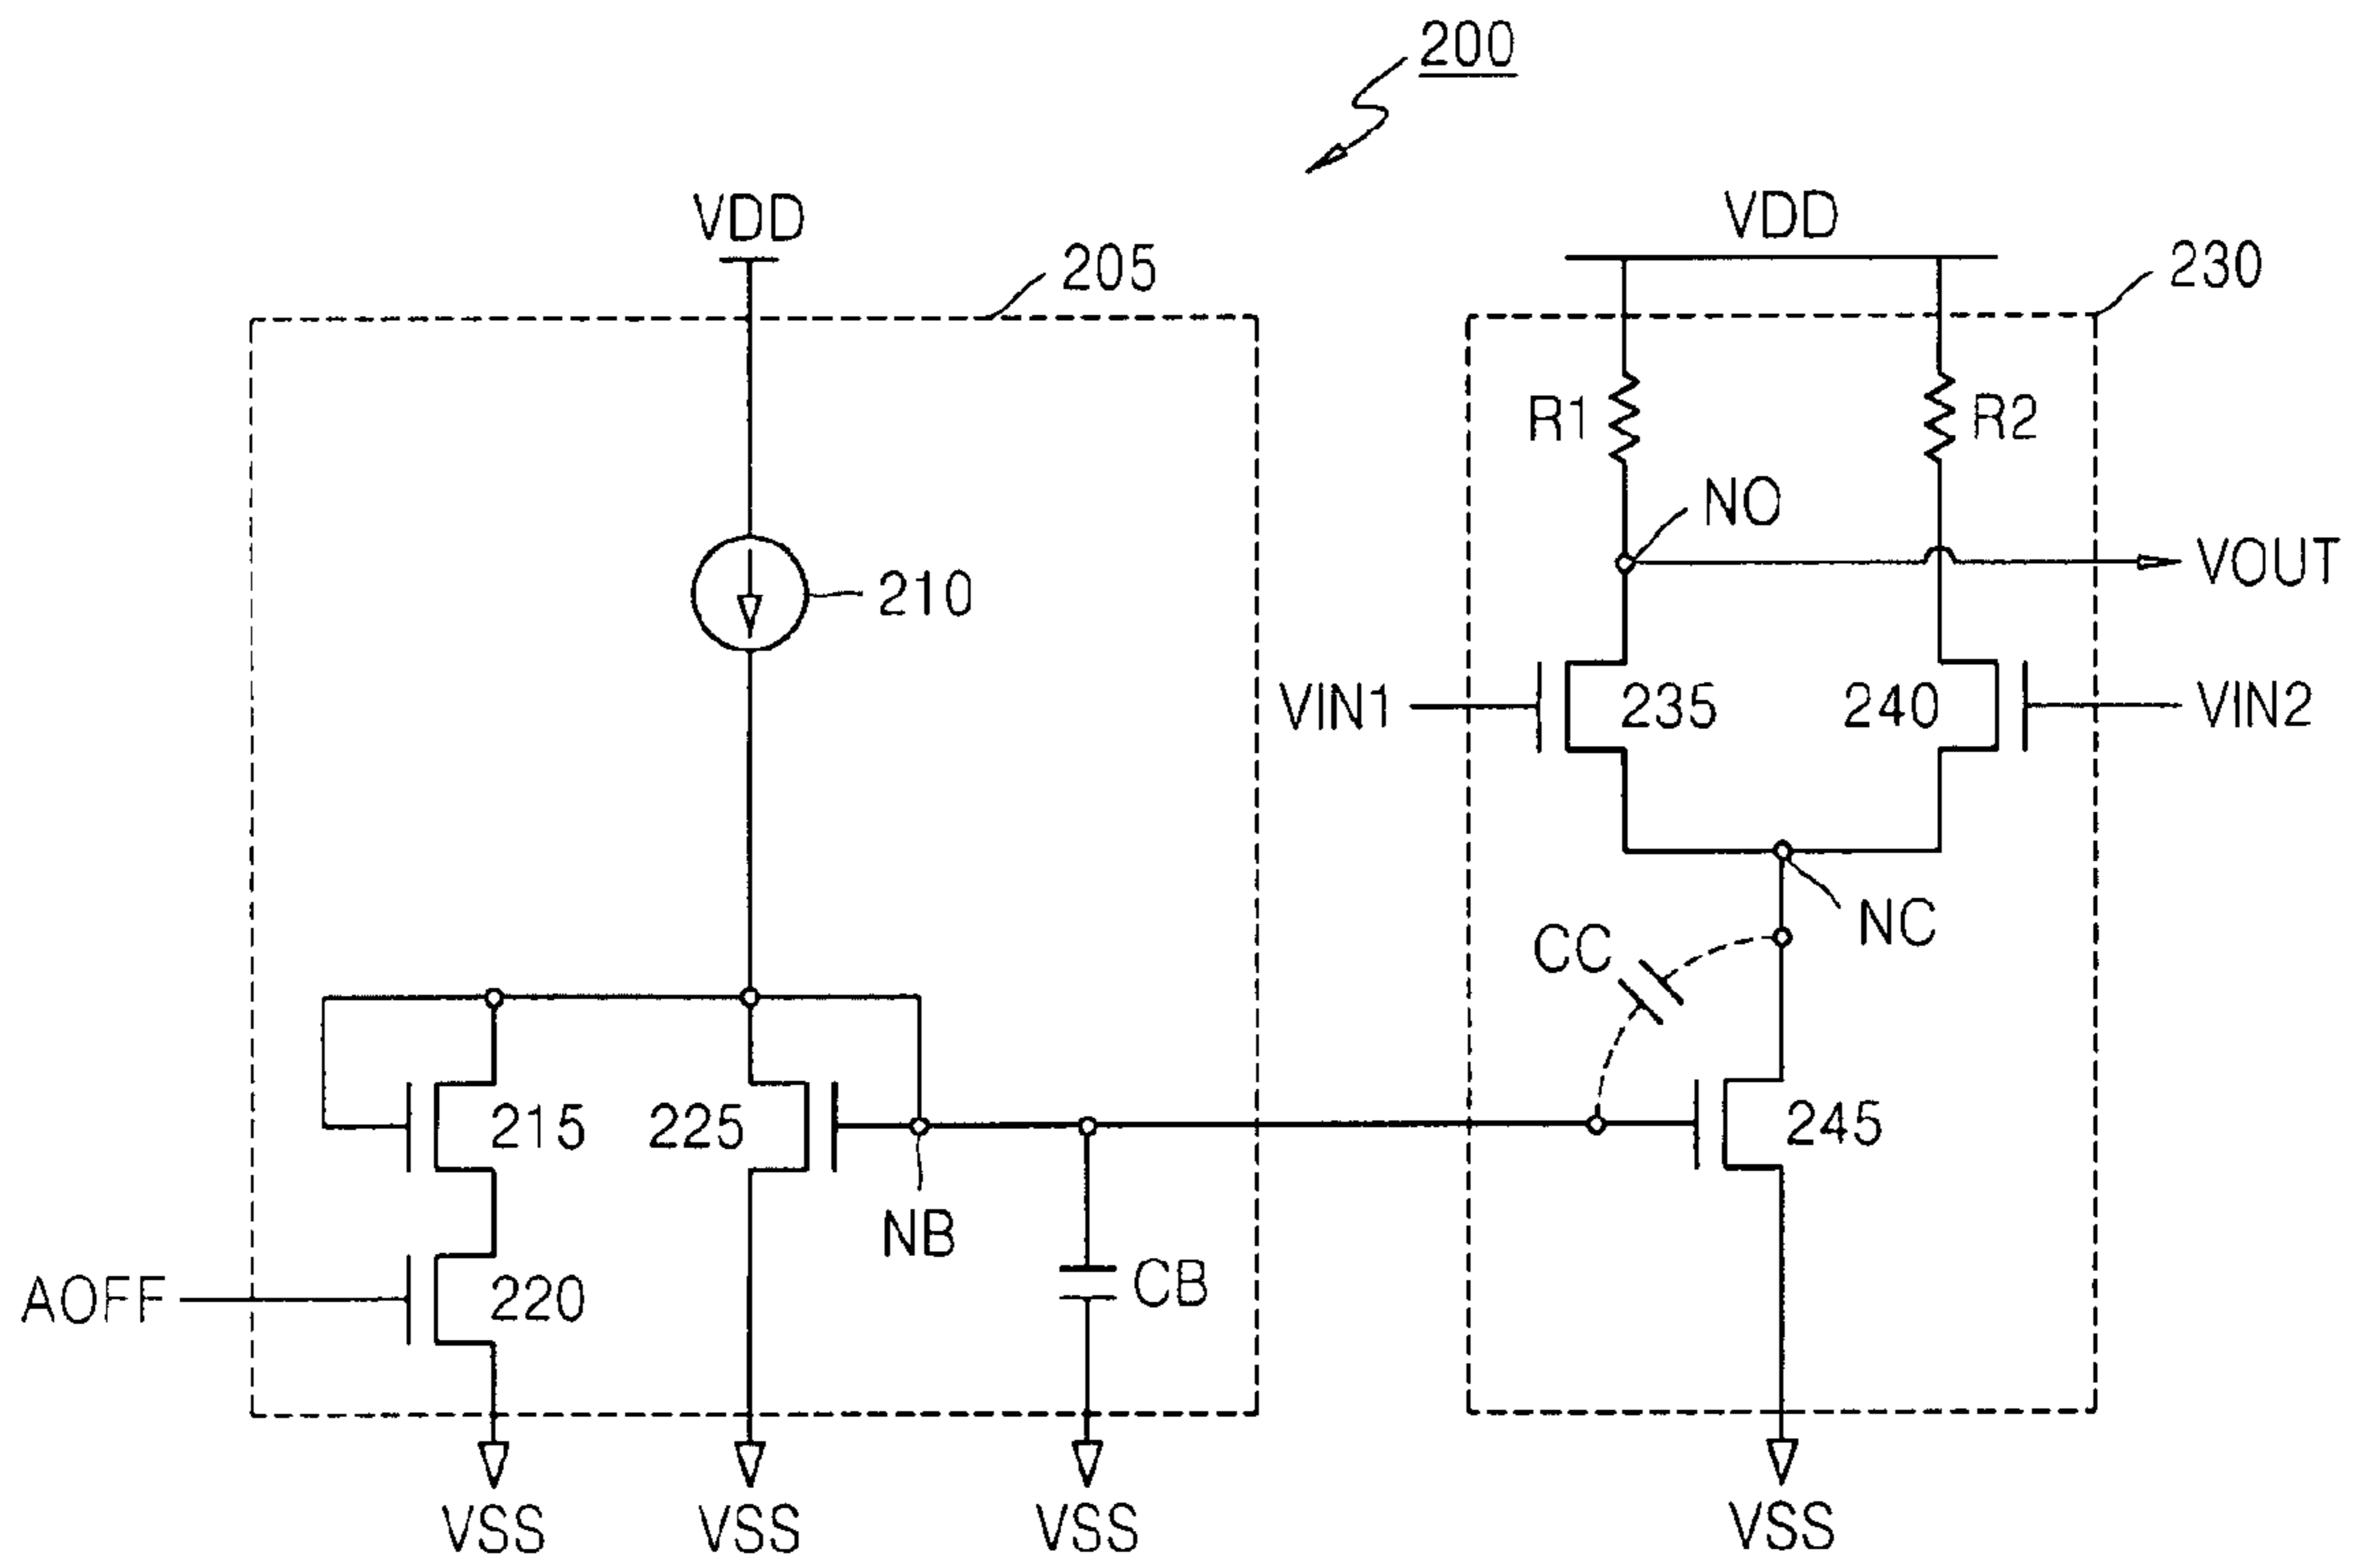 200
VDD
VDD
205
230
R1
R2
NO
210
VOUT
VIN1
235
240
VIN2
CC
NC
215
225
245
NB
CB
AOFF
220
VSS
VSS
VSS
VSS